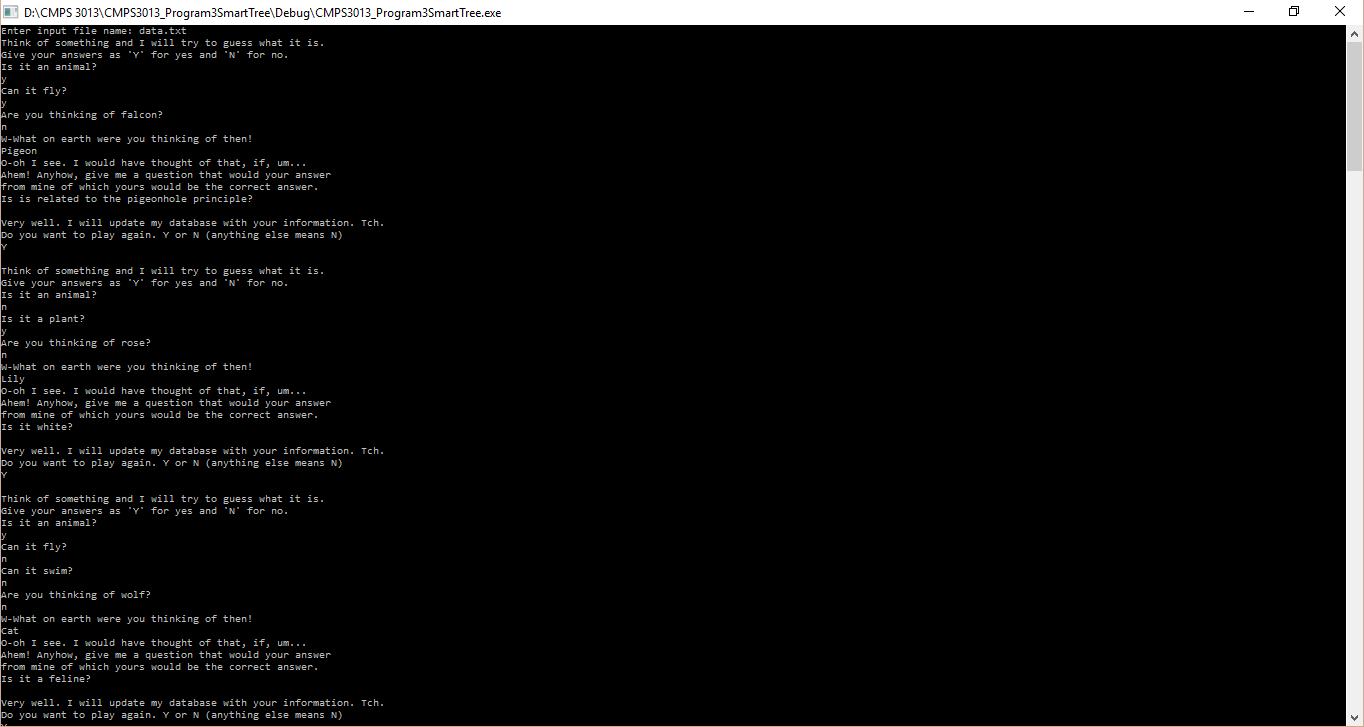 D:\CMPS 3013\CMPS3013_Program3SmartTree\Debug\CMPS3013_Program3SmartTree.exe
Enter input file name: data.txt
Think of something and I will try to guess what it is.
Give your answers as 'Y' for yes and 'N' for no.
Is it an animal?
y
Can it fly?
y
Are you thinking of falcon?
n
W-What on earth were you thinking of then!
Pigeon
O-oh I see. I would have thought of that, if, um...
Ahem! Anyhow, give me a question that would your answer
from mine of which yours would be the correct answer.
Is is related to the pigeonhole principle?
Very well. I will update my database with your information. Tch.
Do you want to play again. Y or N (anything else means N)
Y
Think of something and I will try to guess what it is.
Give your answers as 'Y' for yes and 'N' for no.
Is it an animal?
n
Is it a plant?
y
Are you thinking of rose?
n
W-What on earth were you thinking of then!
Lily
O-oh I see. I would have thought of that, if, um...
Ahem! Anyhow, give me a question that would your answer
from mine of which yours would be the correct answer.
Is it white?
Very well. I will update my database with your information. Tch.
Do you want to play again. Y or N (anything else means N)
Y
Think of something and I will try to guess what it is.
Give your answers as 'Y' for yes and 'N' for no.
Is it an animal?
y
Can it fly?
n
Can it swim?
n
Are you thinking of wolf?
n
W-What on earth were you thinking of then!
Cat
O-oh I see. I would have thought of that, if, um...
Ahem! Anyhow, give me a question that would your answer
from mine of which yours would be the correct answer.
Is it a feline?
Very well. I will update my database with your information. Tch.
Do you want to play again. Y or N (anything else means N)